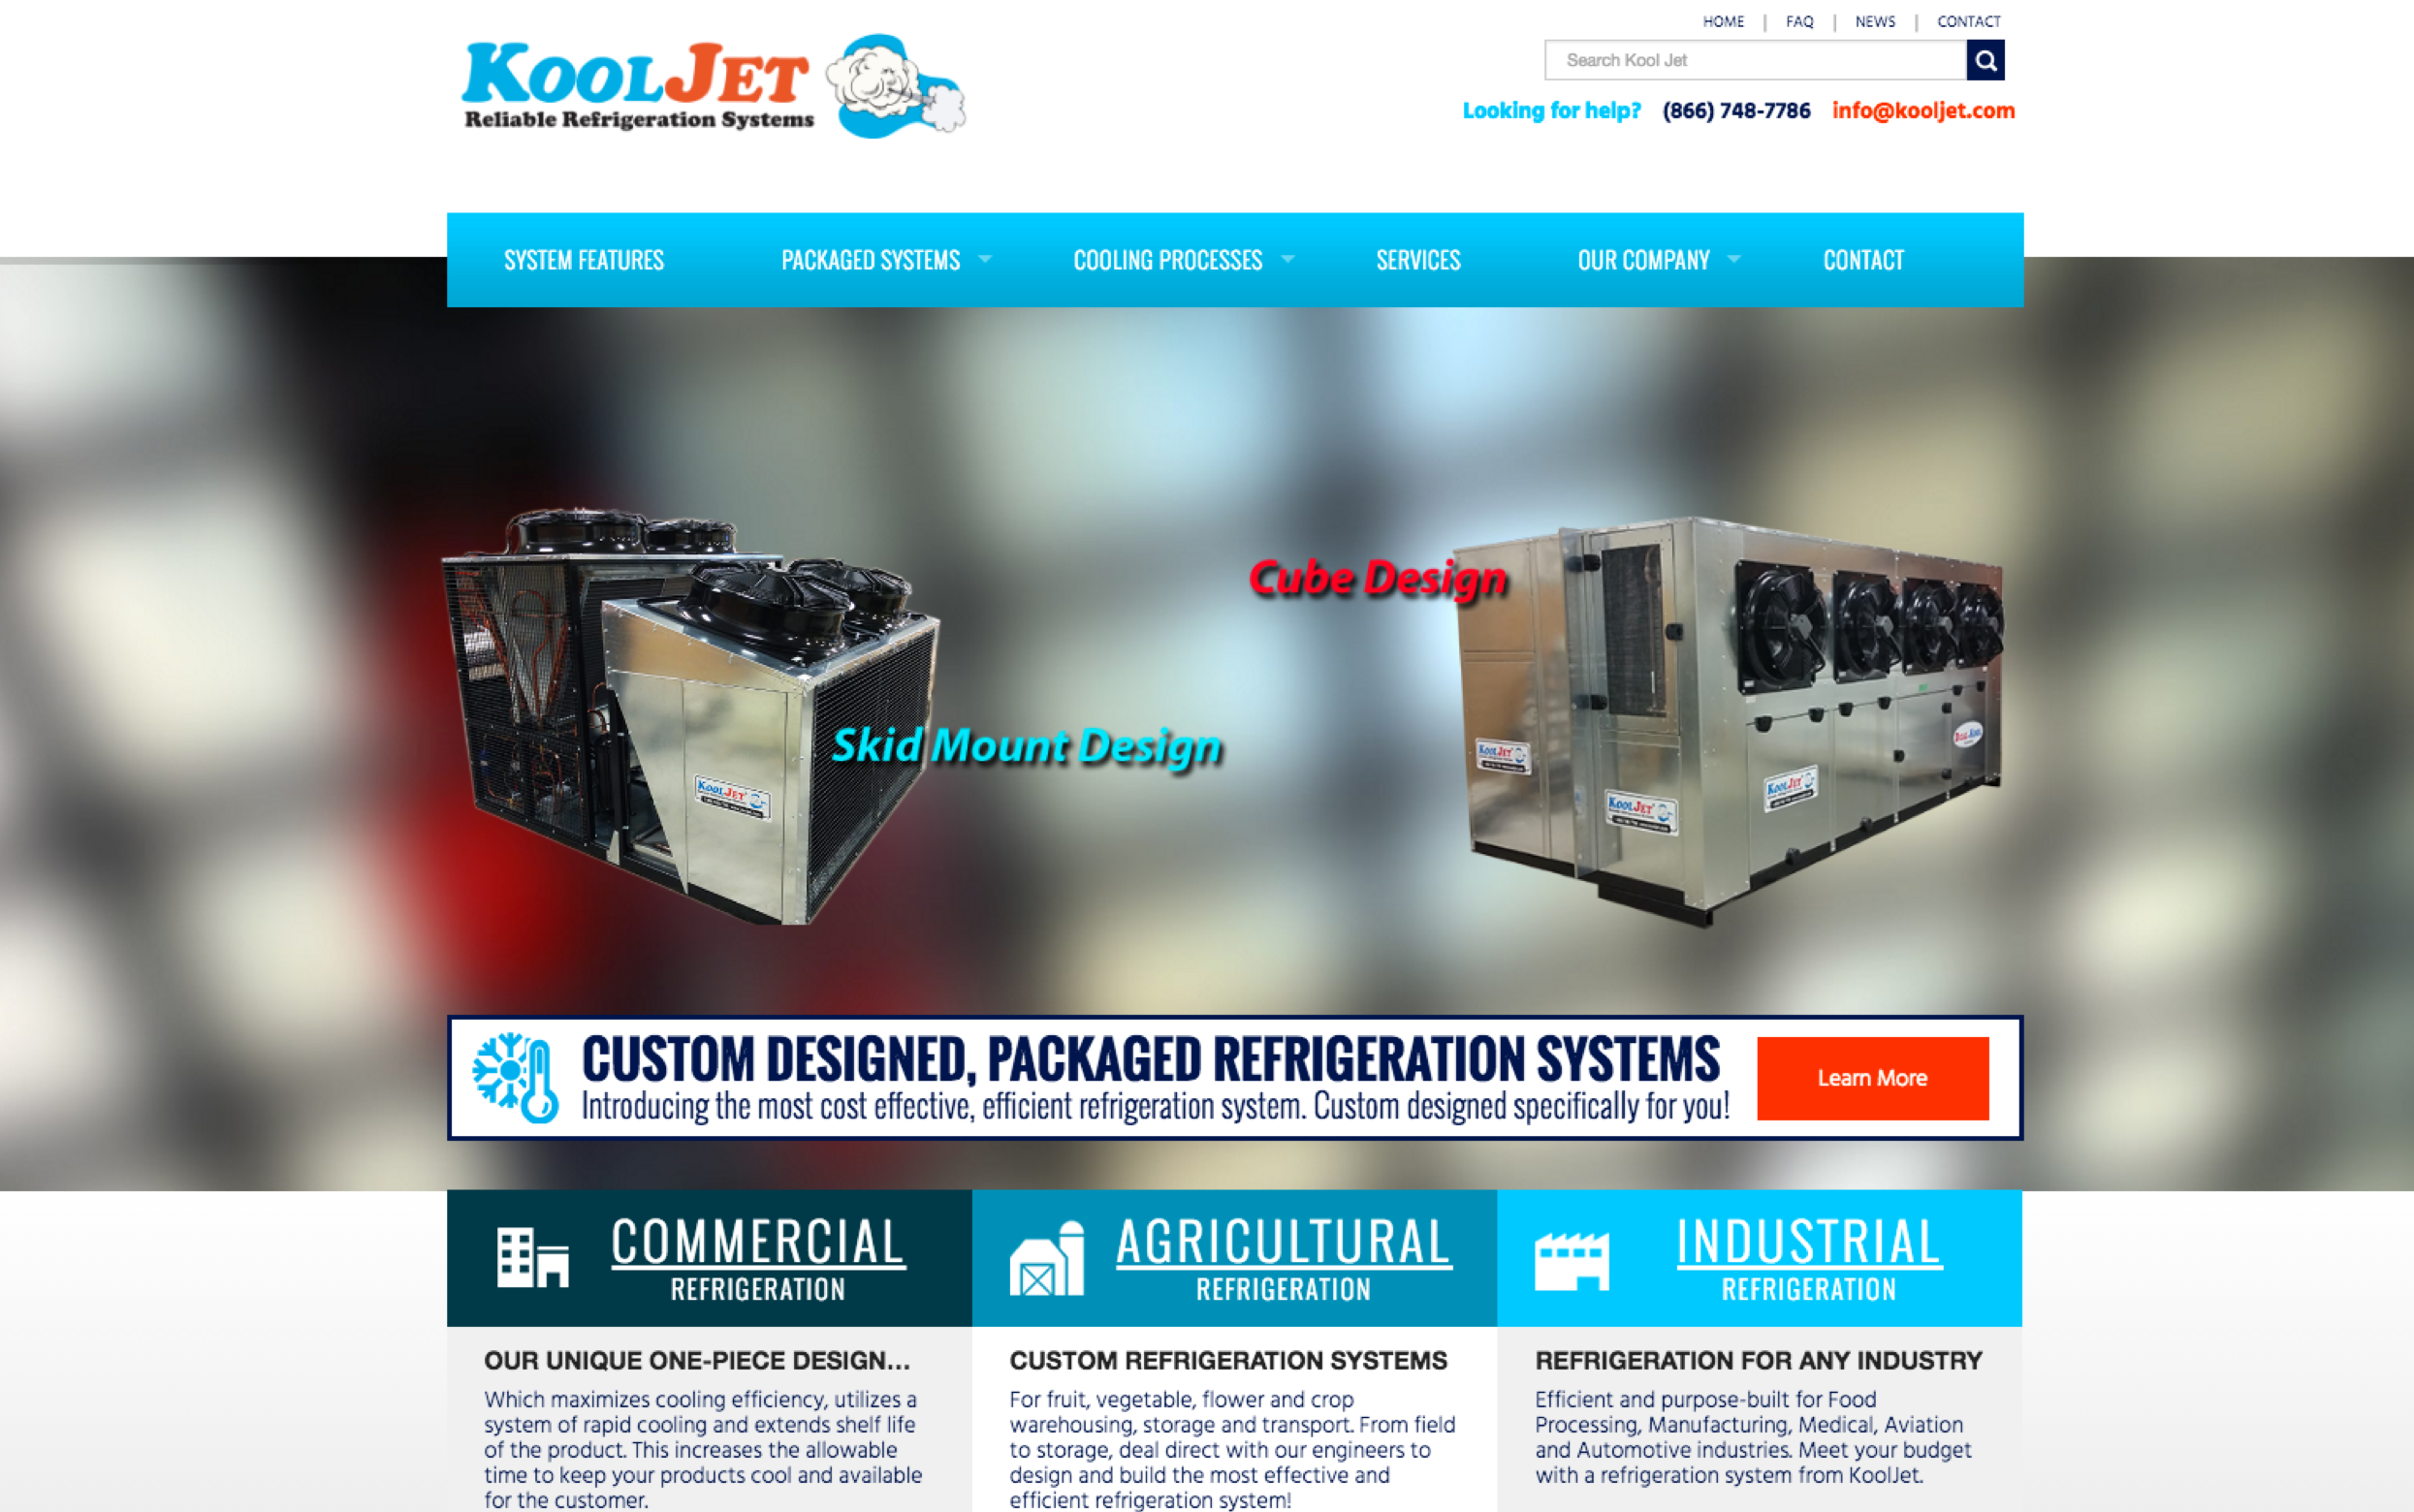 HOME | FAQ | NEWS | CONTACT
KOOLJET
Reliable Refrigeration Systems
Search Kool Jet
Looking for help? (866) 748-7786 info@kooljet.com
SYSTEM FEATURES PACKAGED SYSTEMS COOLING PROCESSES SERVICES OUR COMPANY CONTACT
Cube Design
Skid Mount Design
KOOLJET
KOOLJET
KOOLJET
KOOLJET
CUSTOM DESIGNED, PACKAGED REFRIGERATION SYSTEMS
Introducing the most cost effective, efficient refrigeration system. Custom designed specifically for you!
Learn More
COMMERCIAL
REFRIGERATION
OUR UNIQUE ONE-PIECE DESIGN...
Which maximizes cooling efficiency, utilizes a
system of rapid cooling and extends shelf life
of the product. This increases the allowable
time to keep your products cool and available
for the customer.
AGRICULTURAL
REFRIGERATION
CUSTOM REFRIGERATION SYSTEMS
For fruit, vegetable, flower and crop
warehousing, storage and transport. From field
to storage, deal direct with our engineers to
design and build the most effective and
efficient refrigeration system!
INDUSTRIAL
REFRIGERATION
REFRIGERATION FOR ANY INDUSTRY
Efficient and purpose-built for Food
Processing, Manufacturing, Medical, Aviation
and Automotive industries. Meet your budget
with a refrigeration system from KoolJet.